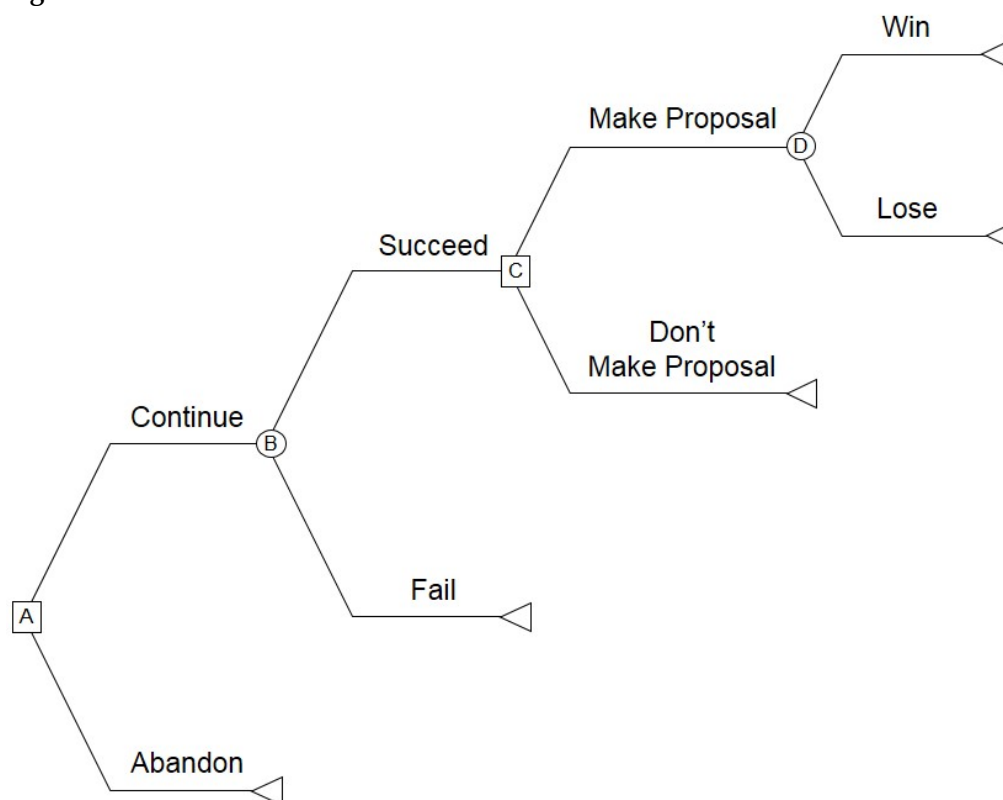 Win
Make Proposal
D
Lose
Succeed
C
Don't
Make Proposal
Continue
B
Fail
A
Abandon